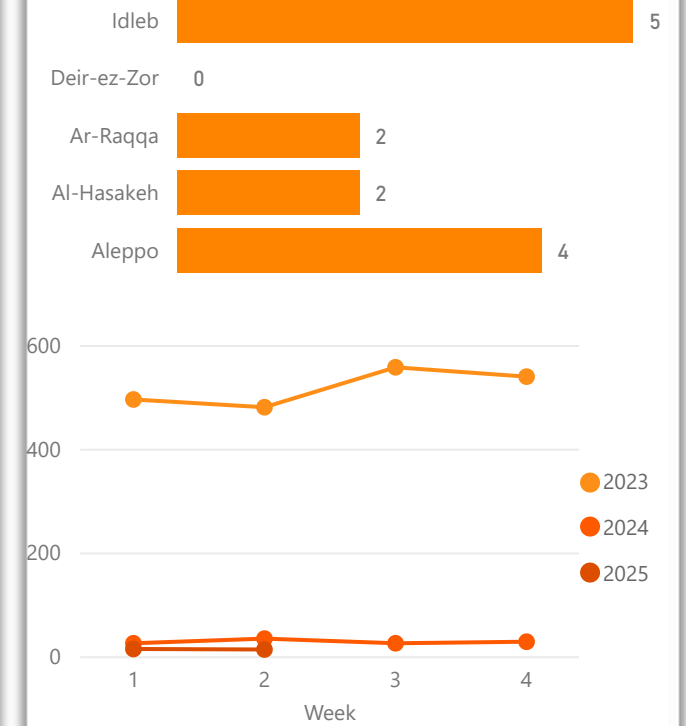 Idleb 5
Deir-ez-Zor 0
Ar-Raqqa 2
Al-Hasakeh 2
Aleppo 4
600
400
200
0
2023
2024
2025
1 2 3 4
Week